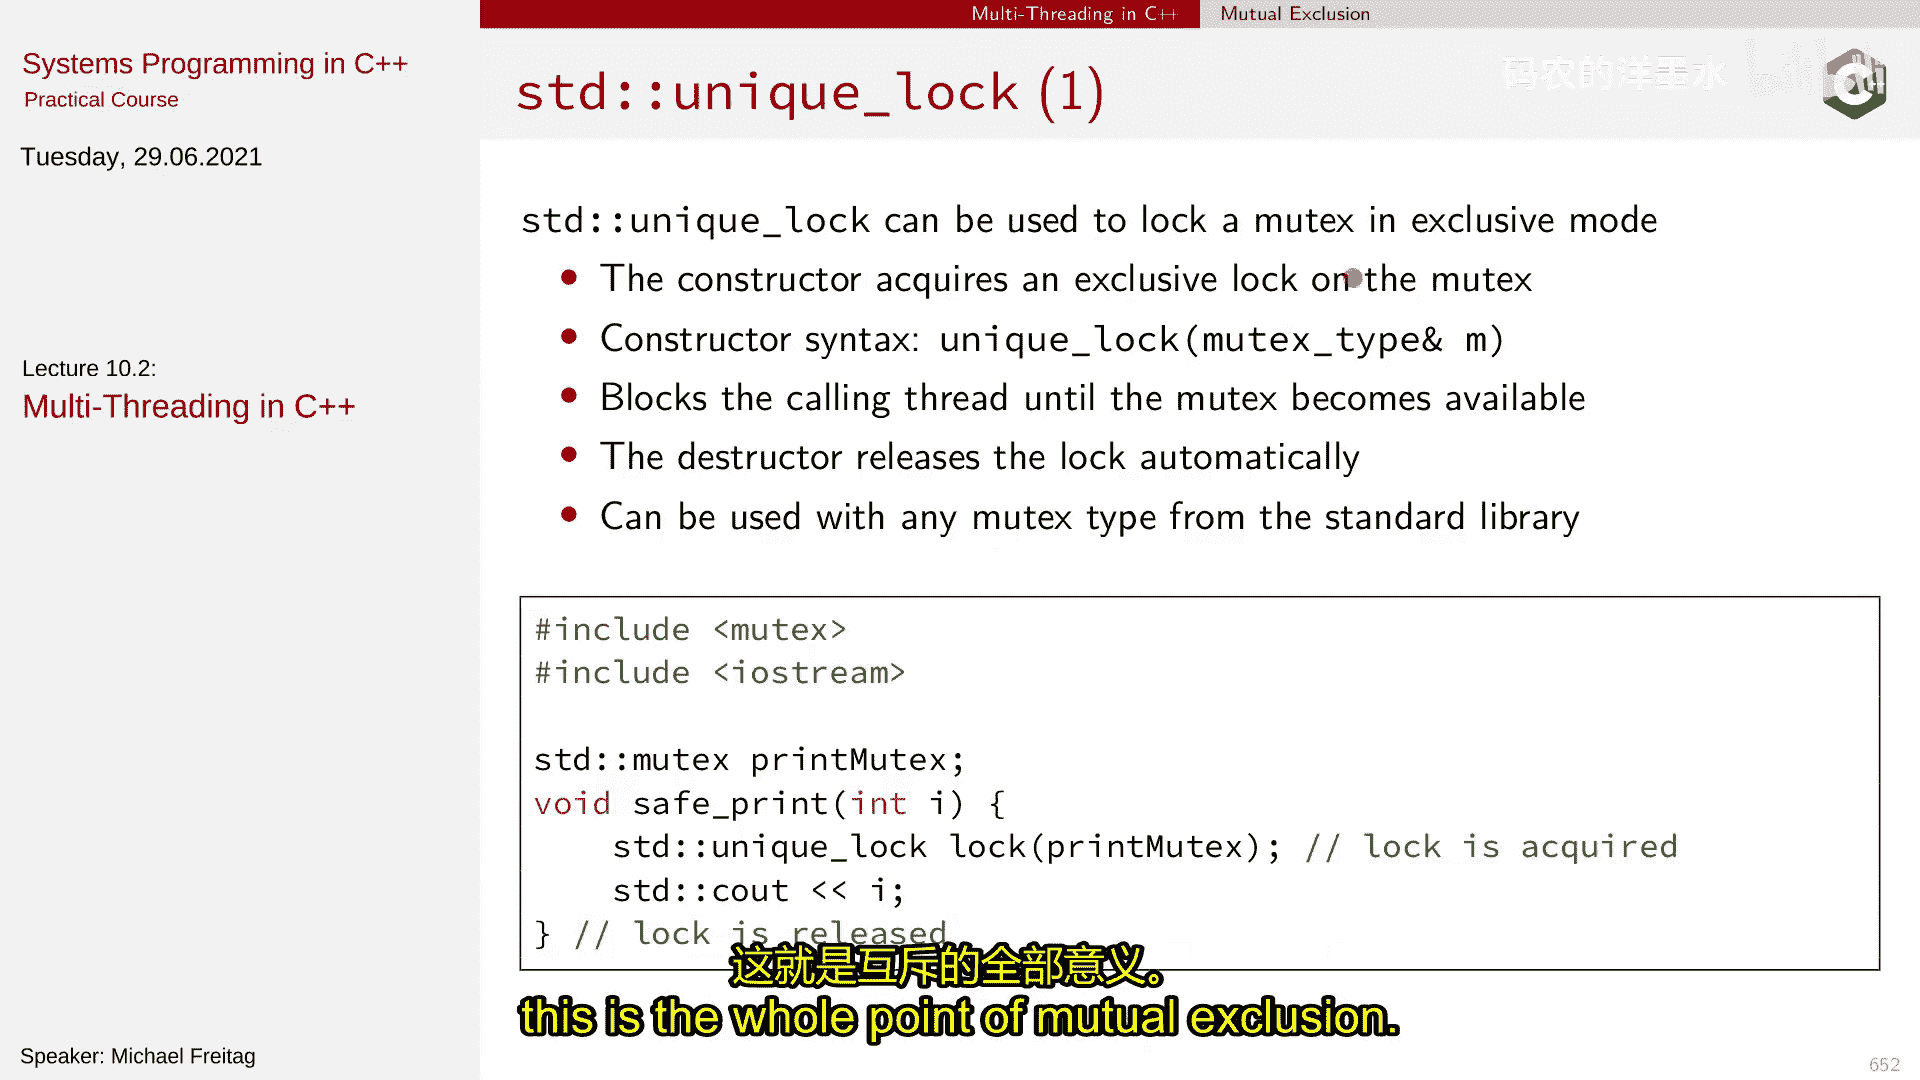 Multi-Threading in C++
Mutual Exclusion
Systems Programming in C++
Practical Course
Tuesday, 29.06.2021
Lecture 10.2:
Multi-Threading in C++
std::unique_lock (1)
码农的洋墨水
std::unique_lock can be used to lock a mutex in exclusive mode
• The constructor acquires an exclusive lock on the mutex
• Constructor syntax: unique_lock(mutex_type& m)
• Blocks the calling thread until the mutex becomes available
• The destructor releases the lock automatically
• Can be used with any mutex type from the standard library
#include <mutex>
#include <iostream>
std::mutex printMutex;
void safe_print(int i) {
    std::unique_lock lock(printMutex); // lock is acquired
    std::cout << i;
} // lock is released
这就是互斥的全部意义。
this is the whole point of mutual exclusion.
Speaker: Michael Freitag
652